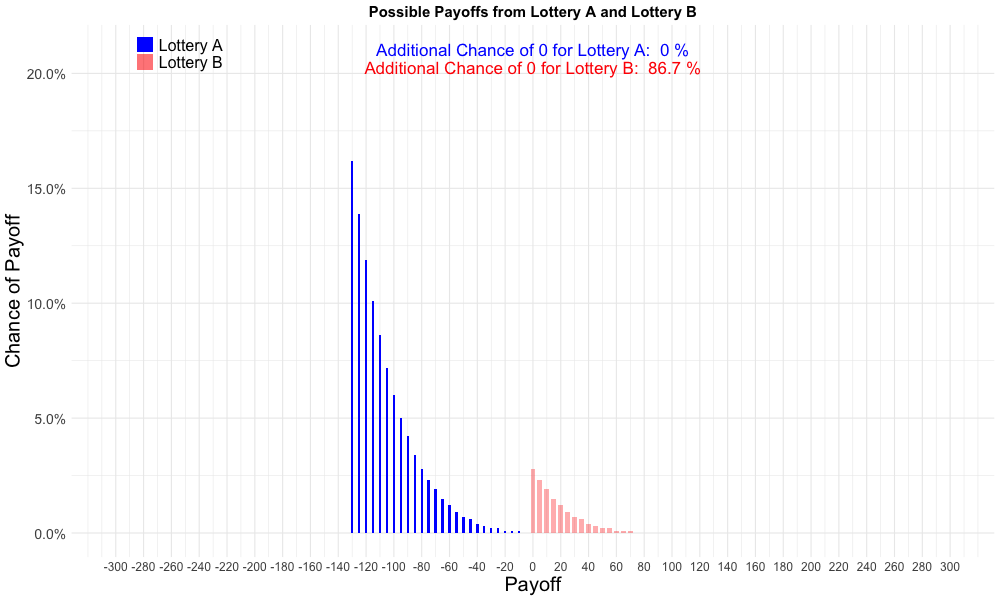 Possible Payoffs from Lottery A and Lottery B
Lottery A
Lottery B
Additional Chance of 0 for Lottery A:  0 %
Additional Chance of 0 for Lottery B:  86.7 %
Chance of Payoff
20.0%
15.0%
10.0%
5.0%
0.0%
-300 -280 -260 -240 -220 -200 -180 -160 -140 -120 -100 -80 -60 -40 -20 0 20 40 60 80 100 120 140 160 180 200 220 240 260 280 300
Payoff